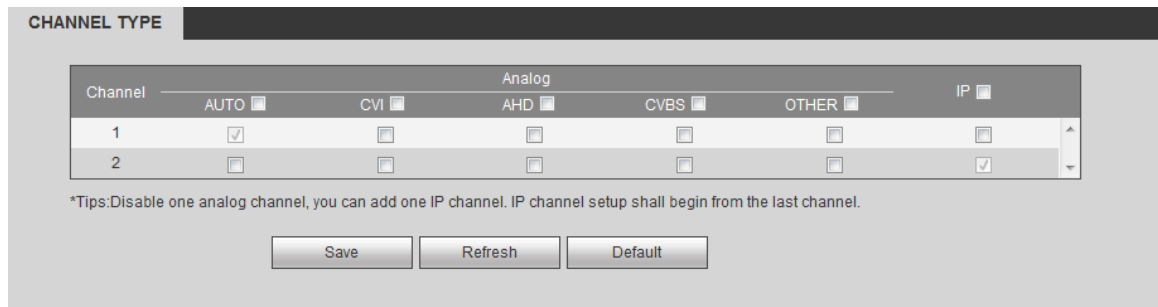 CHANNEL TYPE
Analog
Channel
AUTO CVI AHD CVBS OTHER IP
1
2
*Tips:Disable one analog channel, you can add one IP channel. IP channel setup shall begin from the last channel.
Save Refresh Default